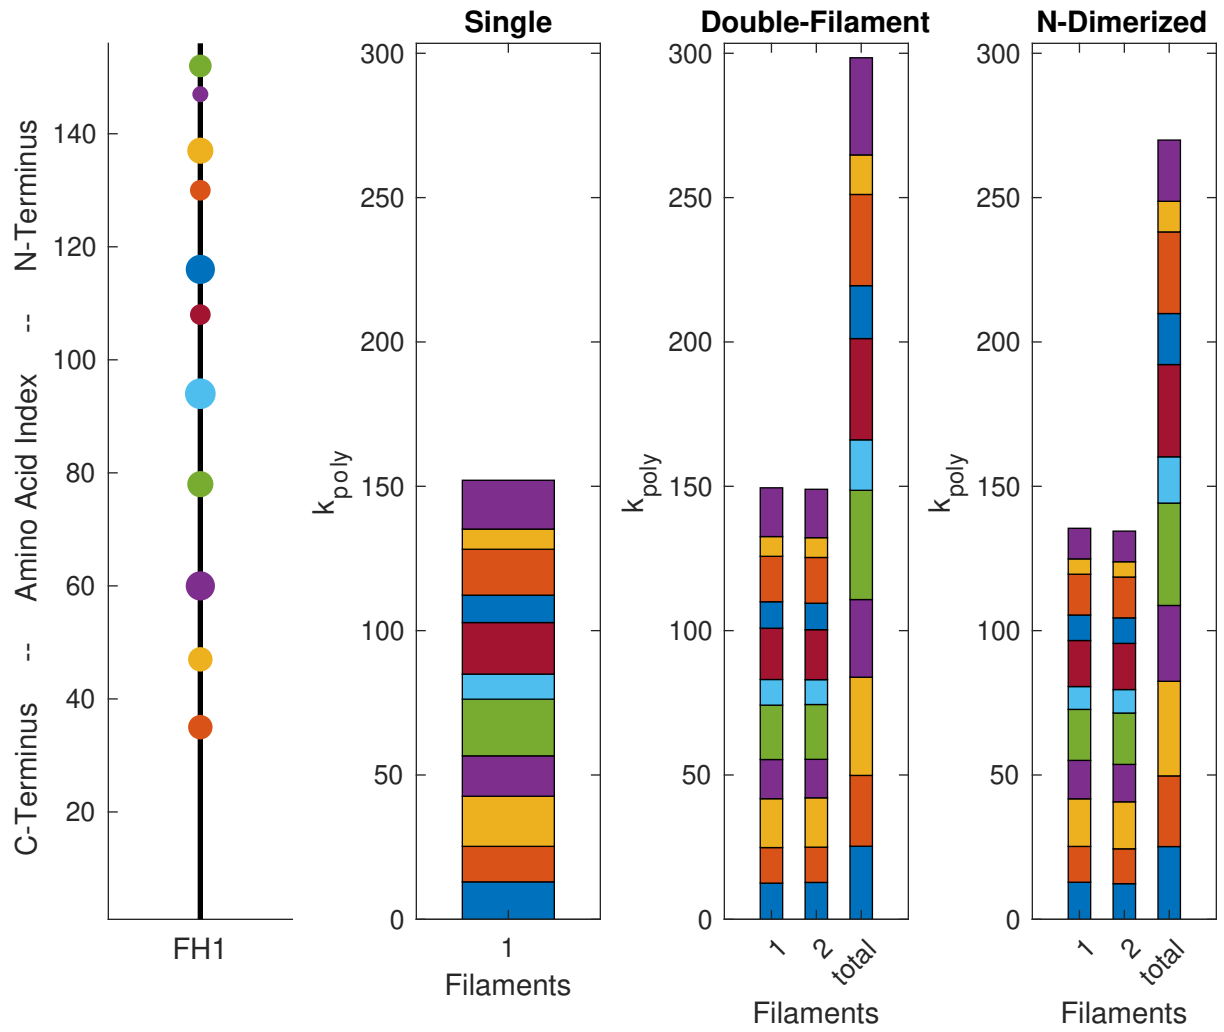 Single
Double-Filament
N-Dimerized
C-Terminus -- Amino Acid Index -- N-Terminus
140
120
100
80
60
40
20
FH1
k_poly
300
250
200
150
100
50
0
1
Filaments
k_poly
300
250
200
150
100
50
0
1
2
total
Filaments
k_poly
300
250
200
150
100
50
0
1
2
total
Filaments